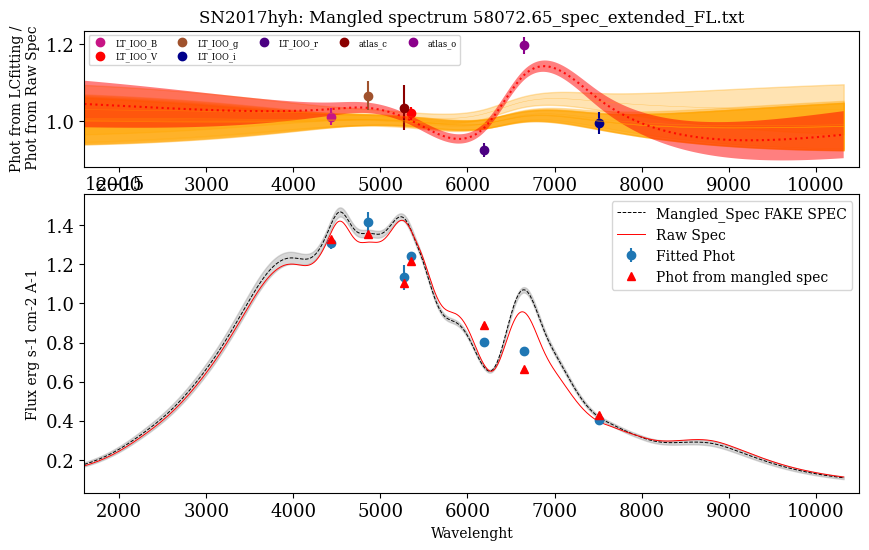 SN2017hyh: Mangled spectrum 58072.65_spec_extended_FL.txt
Phot from LCfitting /
Phot from Raw Spec
1.2
1.0
LT_IOO_B LT_IOO_g LT_IOO_r atlas_c atlas_o
LT_IOO_V LT_IOO_i
2000 3000 4000 5000 6000 7000 8000 9000 10000
1e−15
Flux erg s-1 cm-2 A-1
1.4
1.2
1.0
0.8
0.6
0.4
0.2
Mangled_Spec FAKE SPEC
Raw Spec
Fitted Phot
Phot from mangled spec
2000 3000 4000 5000 6000 7000 8000 9000 10000
Wavelenght